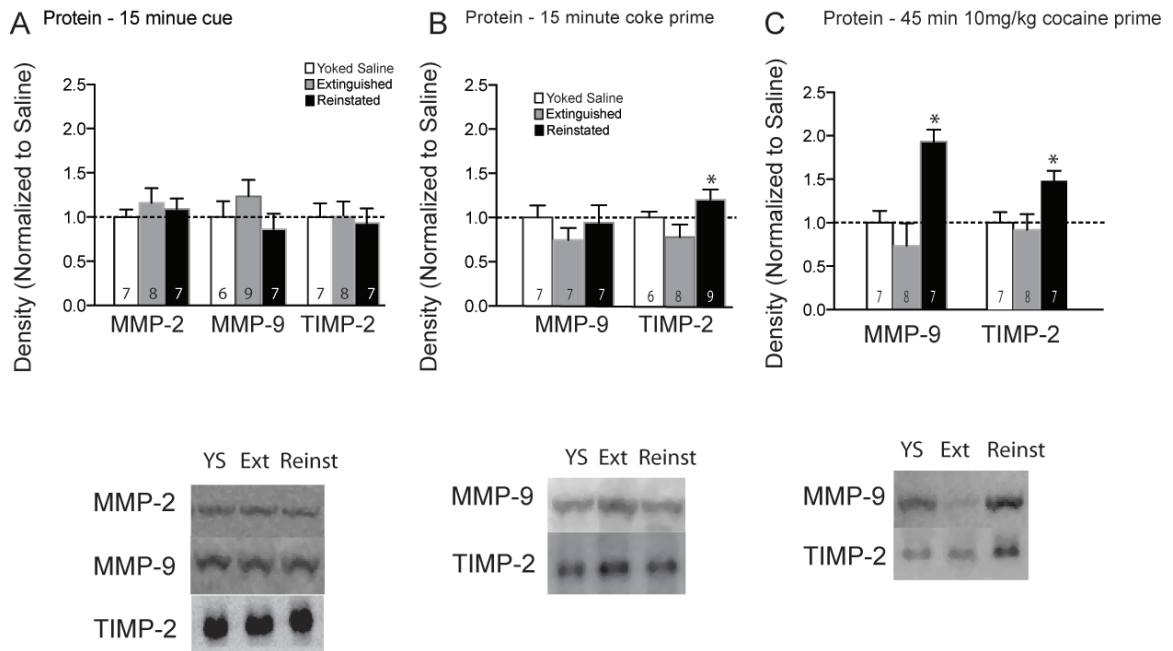 A Protein - 15 minue cue
Density (Normalized to Saline)
2.5
2.0
1.5
1.0
0.5
0.0
Yoked Saline
Extinguished
Reinstated
7 8 7 6 9 7 7 8 7
MMP-2 MMP-9 TIMP-2
YS Ext Reinst
MMP-2
MMP-9
TIMP-2
B Protein - 15 minute coke prime
Density (Normalized to Saline)
2.5
2.0
1.5
1.0
0.5
0.0
Yoked Saline
Extinguished
Reinstated
*
7 7 7 6 8 9
MMP-9 TIMP-2
YS Ext Reinst
MMP-9
TIMP-2
C Protein - 45 min 10mg/kg cocaine prime
Density (Normalized to Saline)
2.5
2.0
1.5
1.0
0.5
0.0
* *
7 8 7 7 8 7
MMP-9 TIMP-2
YS Ext Reinst
MMP-9
TIMP-2